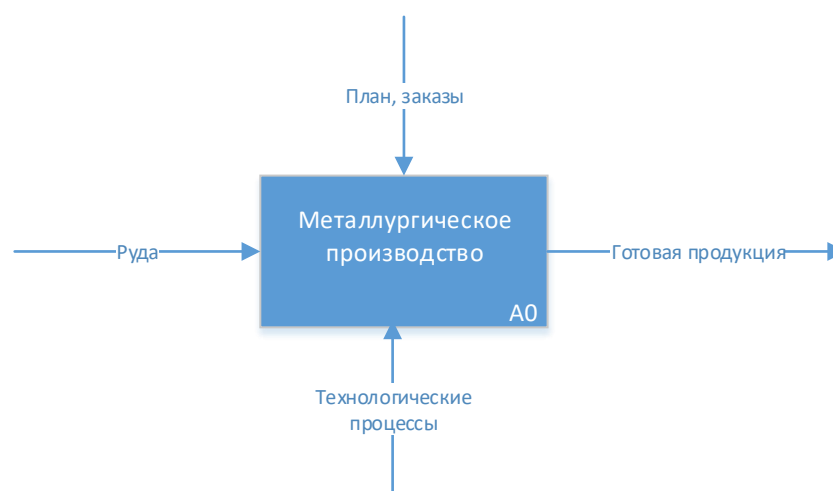 План, заказы
Металлургическое
производство
Руда
Готовая продукция
A0
Технологические
процессы